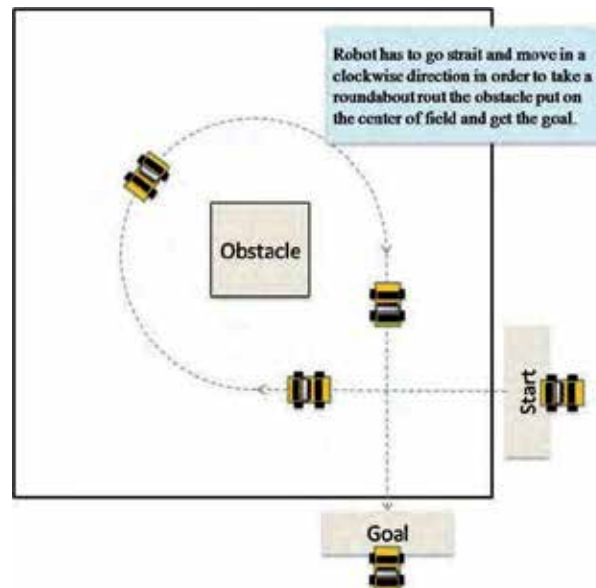 Robot has to go strait and move in a
clockwise direction in order to take a
roundabout rout the obstacle put on
the center of field and get the goal.
Obstacle
Start
Goal